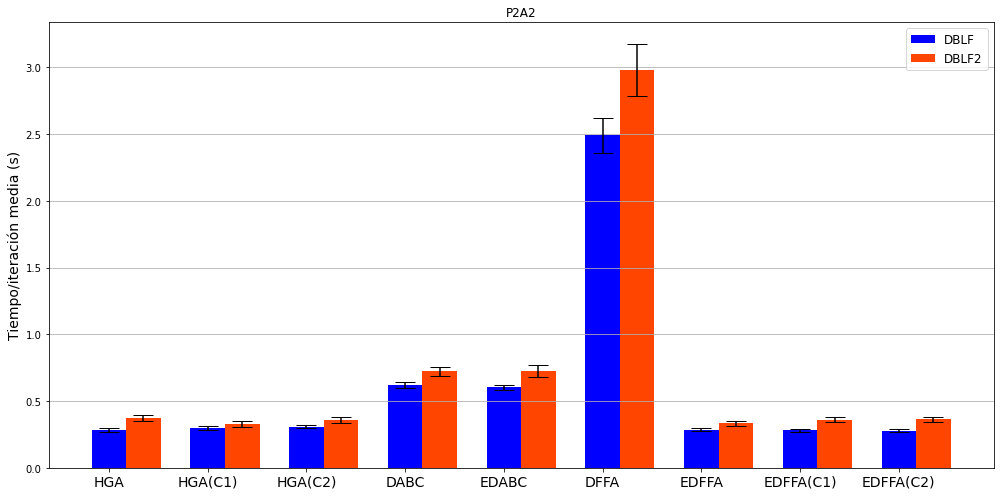 P2A2
DBLF
DBLF2
Tiempo/iteración media (s)
3.0
2.5
2.0
1.5
1.0
0.5
0.0
HGA HGA(C1) HGA(C2) DABC EDABC DFFA EDFFA EDFFA(C1) EDFFA(C2)